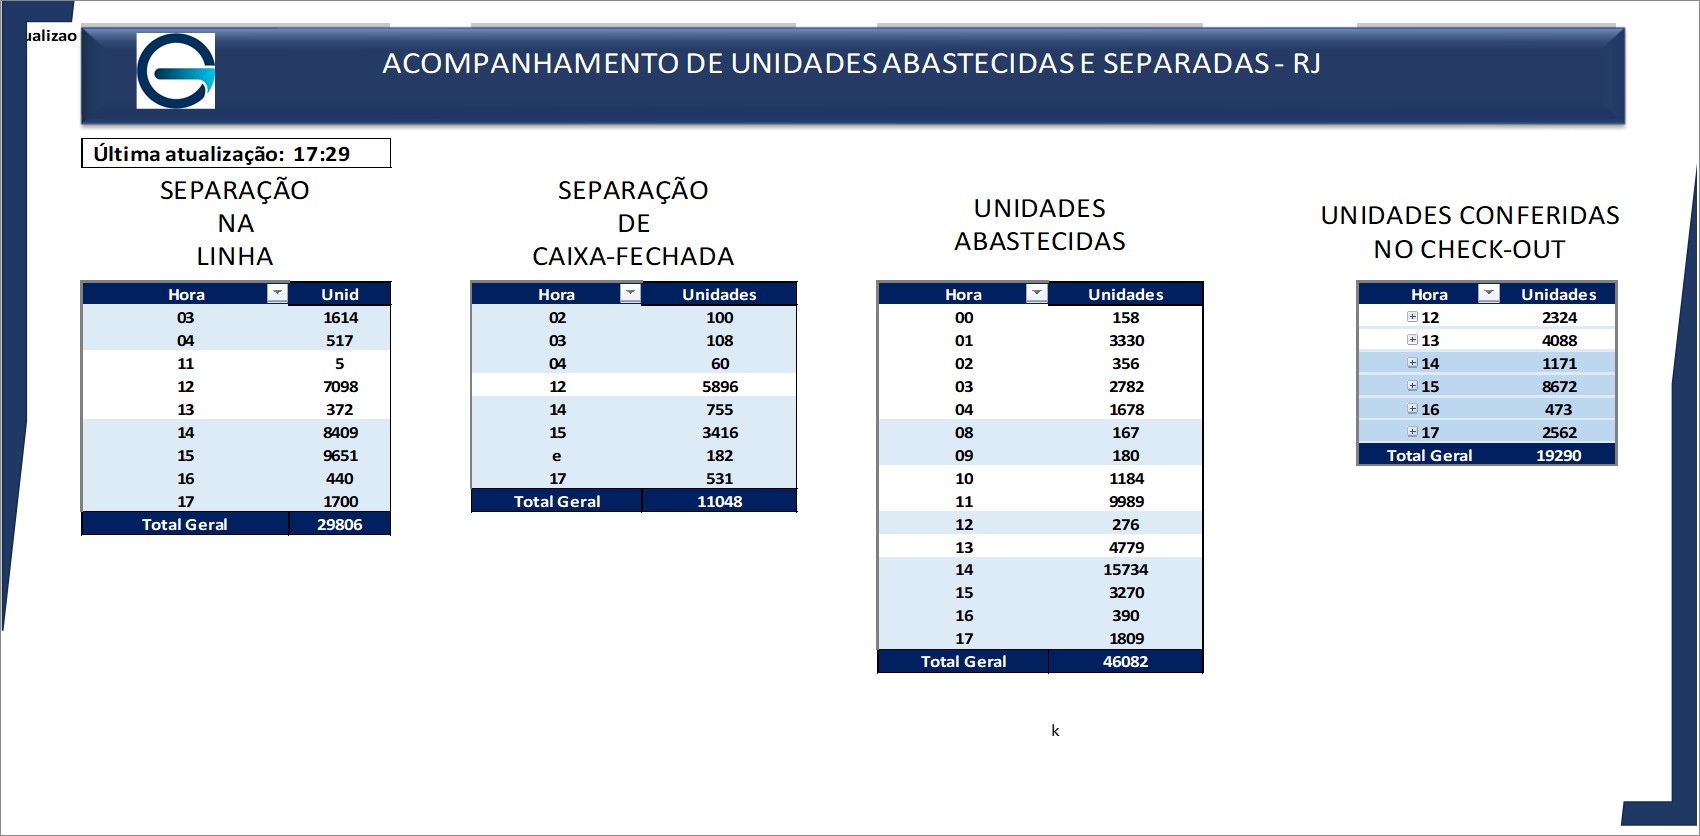 ualizao
ACOMPANHAMENTO DE UNIDADES ABASTECIDAS E SEPARADAS - RJ
Última atualização: 17:29
SEPARAÇÃO
NA
LINHA
Hora Unid
03 1614
04 517
11 5
12 7098
13 372
14 8409
15 9651
16 440
17 1700
Total Geral 29806
SEPARAÇÃO
DE
CAIXA-FECHADA
Hora Unidades
02 100
03 108
04 60
12 5896
14 755
15 3416
e 182
17 531
Total Geral 11048
UNIDADES
ABASTECIDAS
Hora Unidades
00 158
01 3330
02 356
03 2782
04 1678
08 167
09 180
10 1184
11 9989
12 276
13 4779
14 15734
15 3270
16 390
17 1809
Total Geral 46082
k
UNIDADES CONFERIDAS
NO CHECK-OUT
Hora Unidades
12 2324
13 4088
14 1171
15 8672
16 473
17 2562
Total Geral 19290